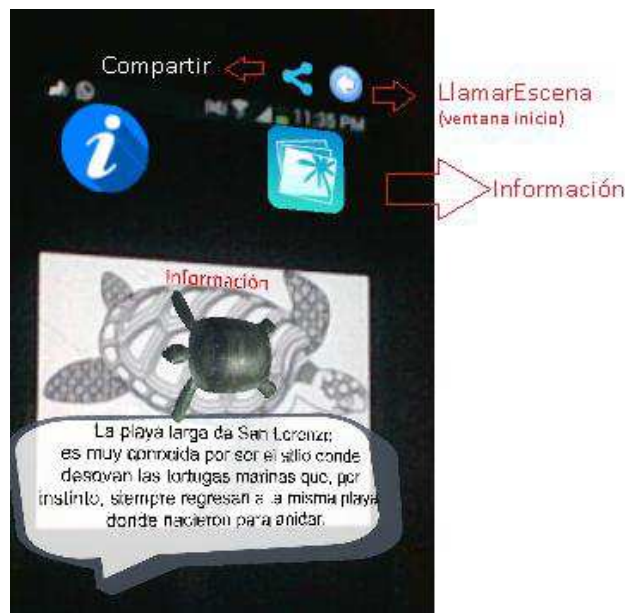 Compartir
LlamarEscena
(ventana inicio)
11:35 PM
i
Información
Información
La playa larga de San Lorenzo
es muy conocida por ser el sitio donde
desovan las tortugas marinas que, por
instinto, siempre regresan a la misma playa
donde nacieron para anidar.